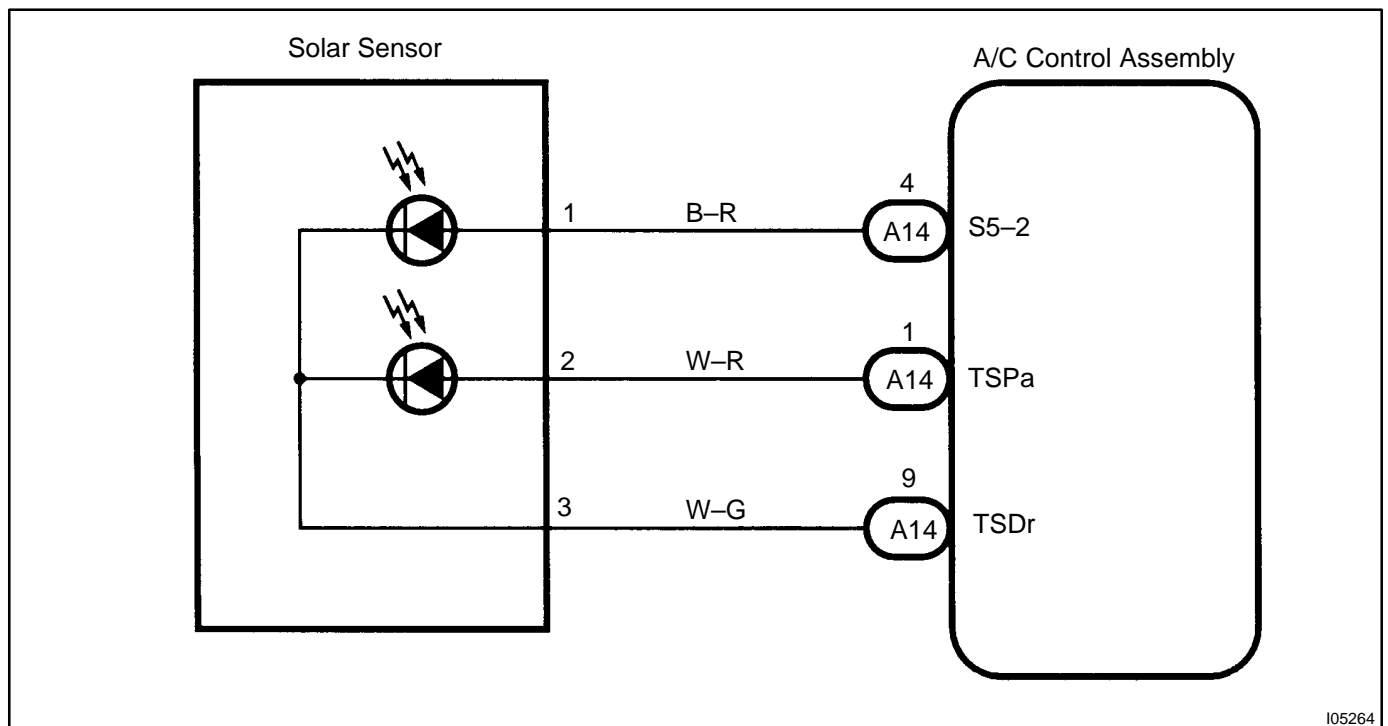 Solar Sensor
A/C Control Assembly
1
B–R
4
A14
S5–2
2
W–R
1
A14
TSPa
3
W–G
9
A14
TSDr
I05264